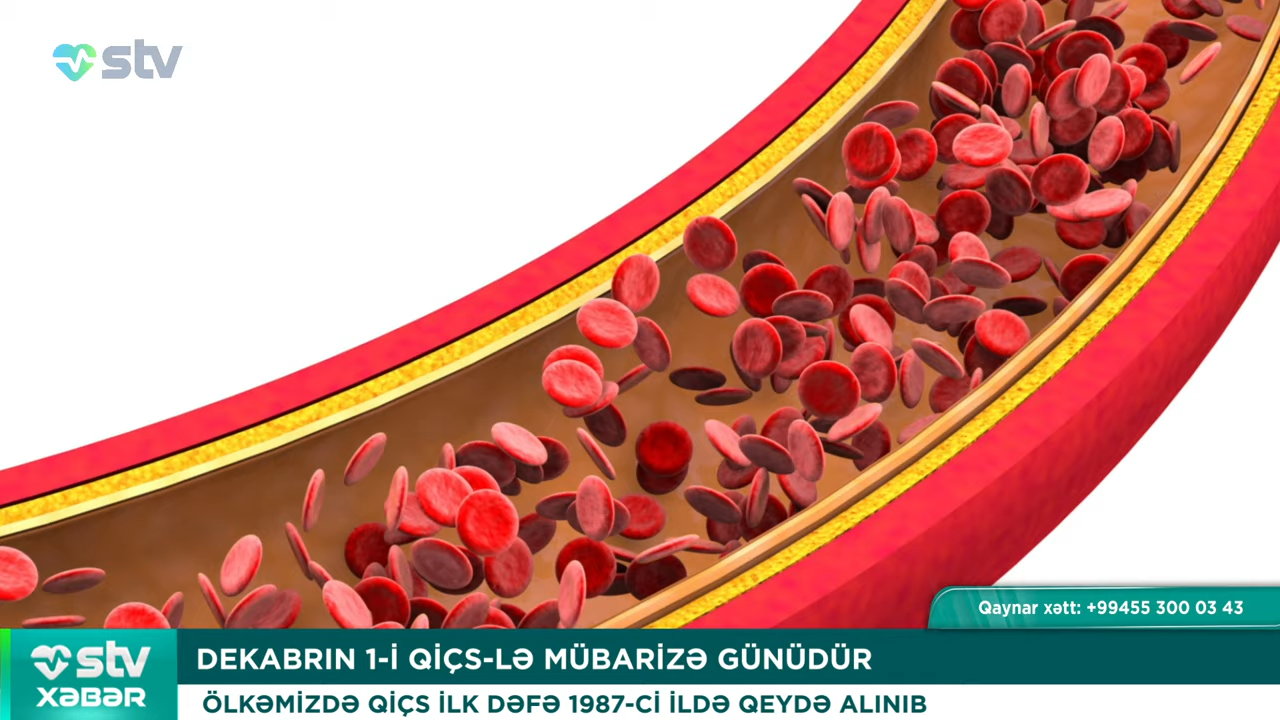 stv
Qaynar xətt: +99455 300 03 43
stv
XƏBƏR
DEKABRIN 1-İ QİÇS-LƏ MÜBARİZƏ GÜNÜDÜR
ÖLKƏMİZDƏ QİÇS İLK DƏFƏ 1987-Cİ İLDƏ QEYDƏ ALINIB